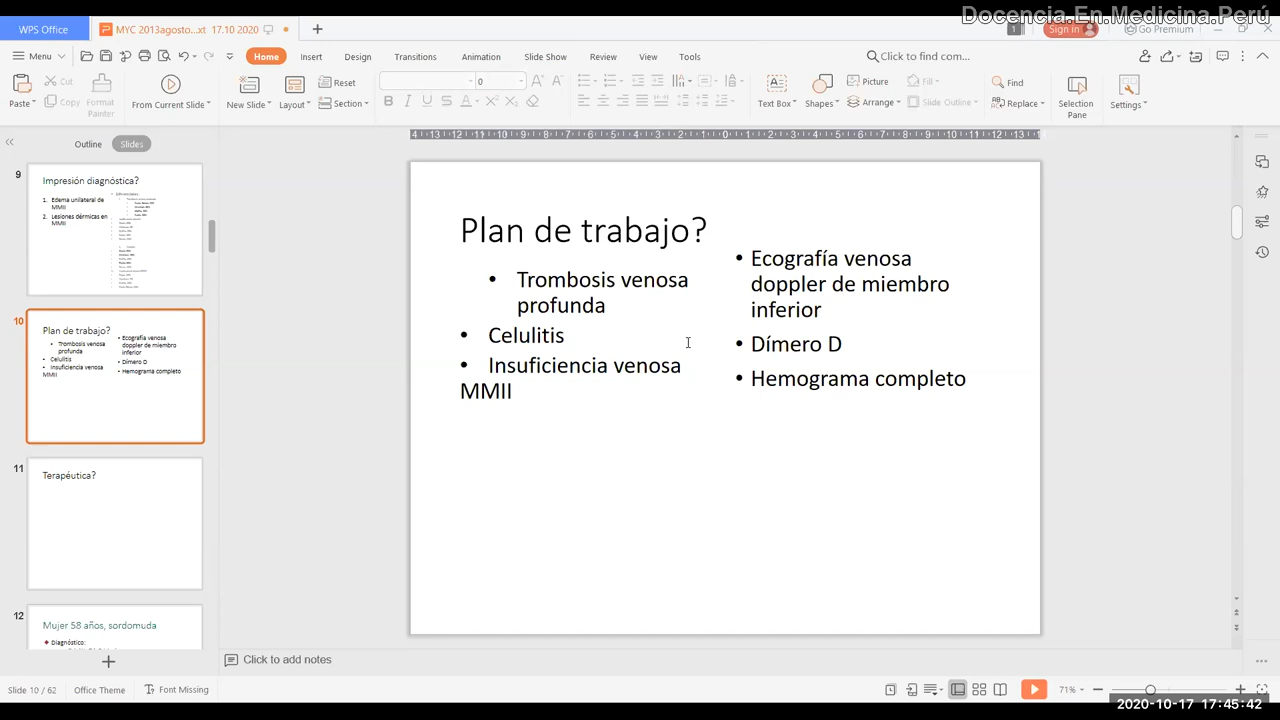 Docencia.En.Medicina.Perú
WPS Office
MYC 2013agosto...xt 17.10 2020
1
Sign in
Go Premium
Menu
Home
Insert
Design
Transitions
Animation
Slide Show
Review
View
Tools
Click to find com...
Paste
Cut
Copy
Format
Painter
From Current Slide
New Slide
Layout
Reset
Section
0
B I U S A
Text Box
Shapes
Picture
Arrange
Fill
Slide Outline
Find
Replace
Selection
Pane
Settings
Outline
Slides
9
Impresión diagnóstica?
1. Edema unilateral de
MMII
2. Lesiones dérmicas en
MMII
10
Plan de trabajo?
• Trombosis venosa
profunda
• Celulitis
• Insuficiencia venosa
MMII
• Ecografía venosa
doppler de miembro
inferior
• Dímero D
• Hemograma completo
11
Terapéutica?
12
Mujer 58 años, sordomuda
Diagnóstico:
Plan de trabajo?
• Trombosis venosa
profunda
• Celulitis
• Insuficiencia venosa
MMII
• Ecografía venosa
doppler de miembro
inferior
• Dímero D
• Hemograma completo
Click to add notes
Slide 10 / 62
Office Theme
Font Missing
71%
2020-10-17 17:45:42